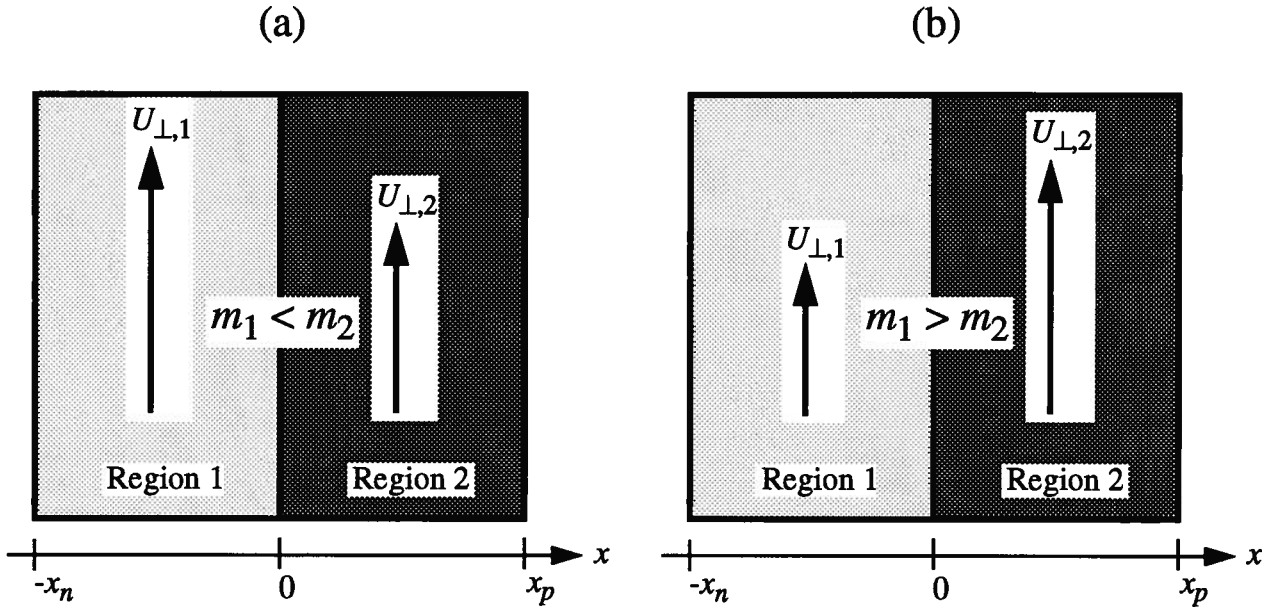 (a)
(b)
U⊥,1
U⊥,2
m1 < m2
Region 1
Region 2
-xn
0
xp
x
U⊥,1
U⊥,2
m1 > m2
Region 1
Region 2
-xn
0
xp
x